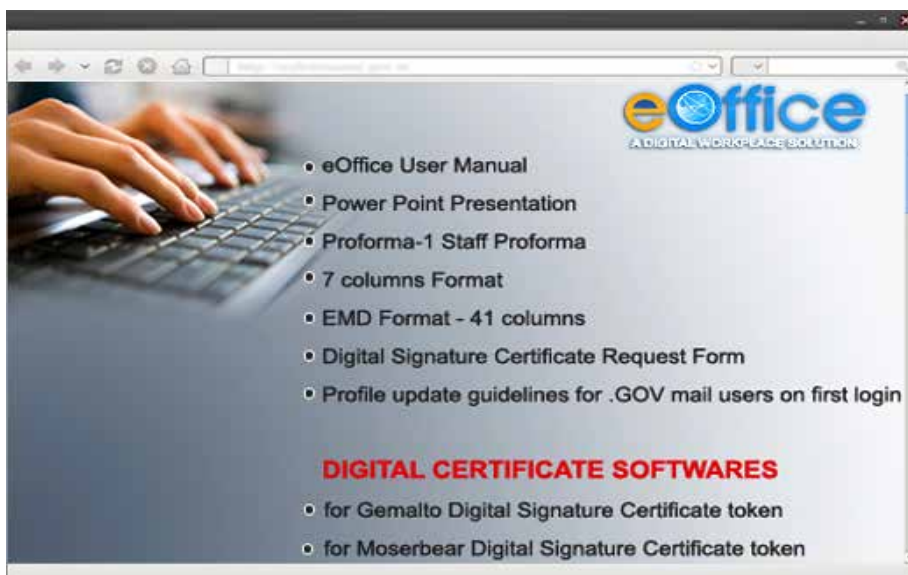 eOffice
A DIGITAL WORKPLACE SOLUTION
• eOffice User Manual
• Power Point Presentation
• Proforma-1 Staff Proforma
• 7 columns Format
• EMD Format - 41 columns
• Digital Signature Certificate Request Form
• Profile update guidelines for .GOV mail users on first login
DIGITAL CERTIFICATE SOFTWARES
• for Gemalto Digital Signature Certificate token
• for Moserbear Digital Signature Certificate token